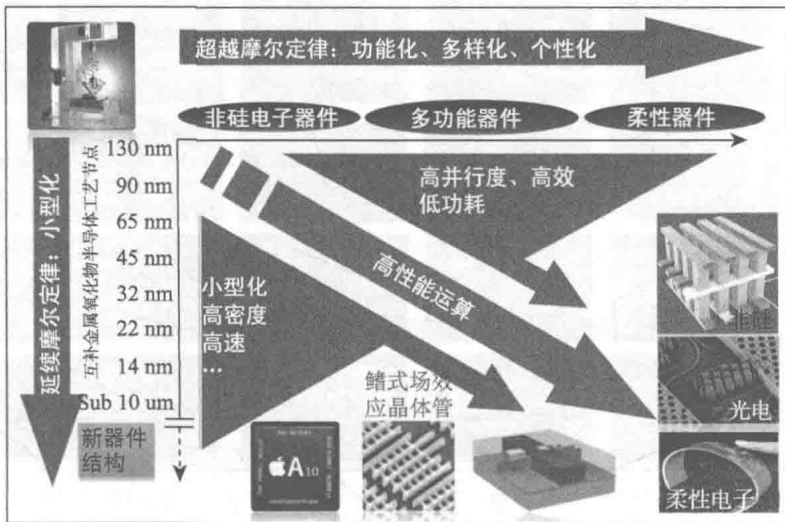 超越摩尔定律：功能化、多样化、个性化
非硅电子器件
多功能器件
柔性器件
延续摩尔定律：小型化
互补金属氧化物半导体工艺节点
130 nm
90 nm
65 nm
45 nm
32 nm
22 nm
14 nm
Sub 10 um
新器件
结构
高并行度、高效
低功耗
高性能运算
小型化
高密度
高速
...
鳍式场效
应晶体管
A10
非硅
光电
柔性电子